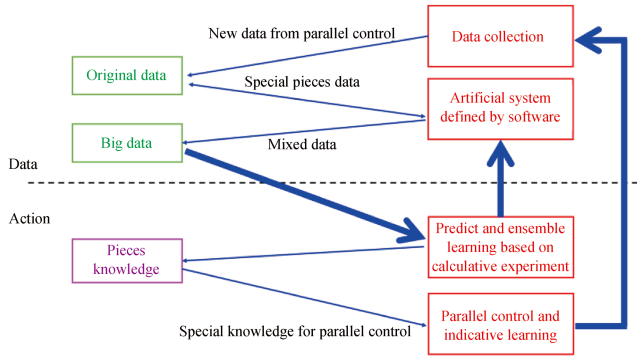 New data from parallel control
Data collection
Original data
Special pieces data
Artificial system
defined by software
Big data
Mixed data
Data
Action
Predict and ensemble
learning based on
calculative experiment
Pieces
knowledge
Special knowledge for parallel control
Parallel control and
indicative learning